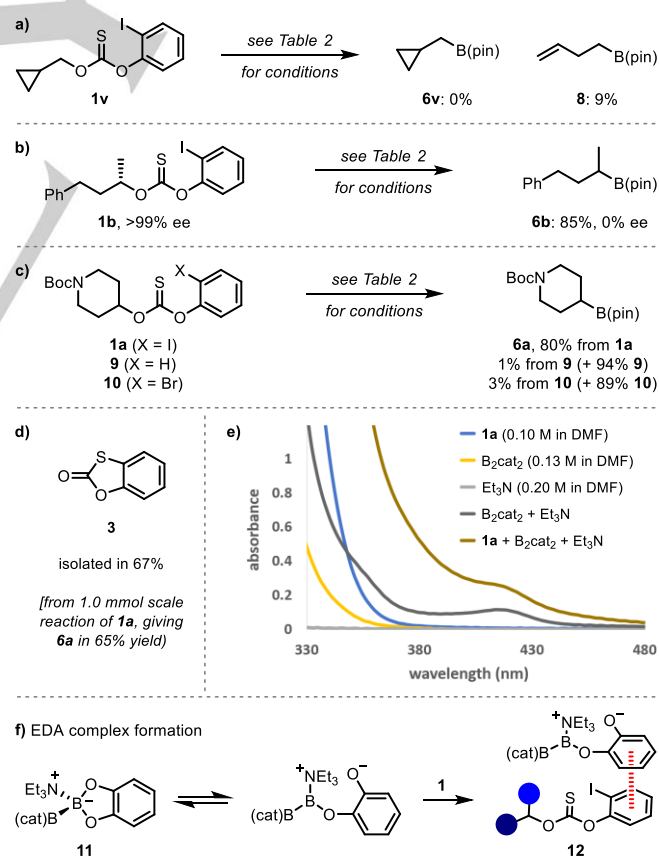 a)
I
S
O
O
1v
see Table 2
for conditions
B(pin)
6v: 0%
B(pin)
8: 9%
b)
I
S
Ph
O
O
1b, >99% ee
see Table 2
for conditions
Ph
B(pin)
6b: 85%, 0% ee
c)
BocN
X
S
O
O
1a (X = I)
9 (X = H)
10 (X = Br)
see Table 2
for conditions
BocN
B(pin)
6a, 80% from 1a
1% from 9 (+ 94% 9)
3% from 10 (+ 89% 10)
d)
S
O
O
3
isolated in 67%
[from 1.0 mmol scale
reaction of 1a, giving
6a in 65% yield)
e)
absorbance
1
0.8
0.6
0.4
0.2
0
330
380
430
480
wavelength (nm)
1a (0.10 M in DMF)
B2cat2 (0.13 M in DMF)
Et3N (0.20 M in DMF)
B2cat2 + Et3N
1a + B2cat2 + Et3N
f) EDA complex formation
+
Et3N
O
B
−
(cat)B
O
11
+
NEt3
O−
B
(cat)B
O
1
+
NEt3
O−
B
(cat)B
O
I
S
O
O
12